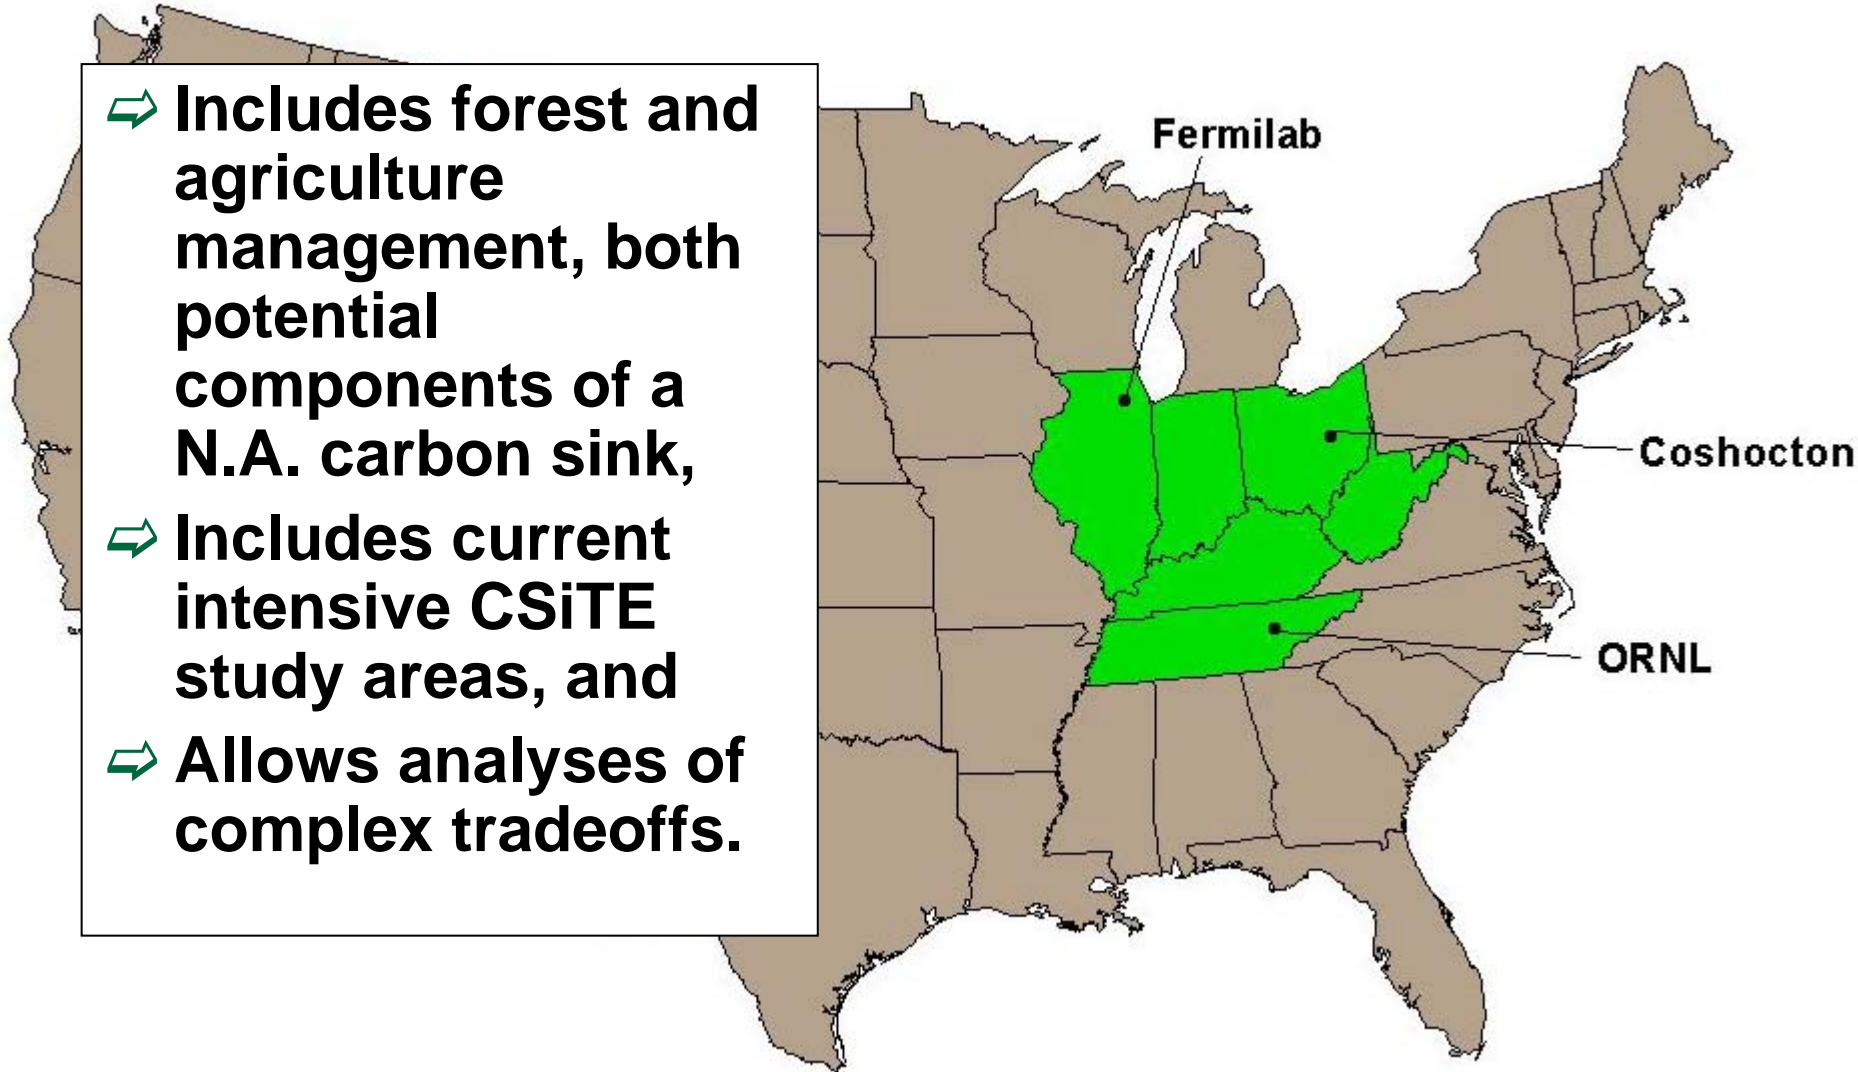 ⇨ Includes forest and
agriculture
management, both
potential
components of a
N.A. carbon sink,
⇨ Includes current
intensive CSiTE
study areas, and
⇨ Allows analyses of
complex tradeoffs.
Fermilab
Coshocton
ORNL